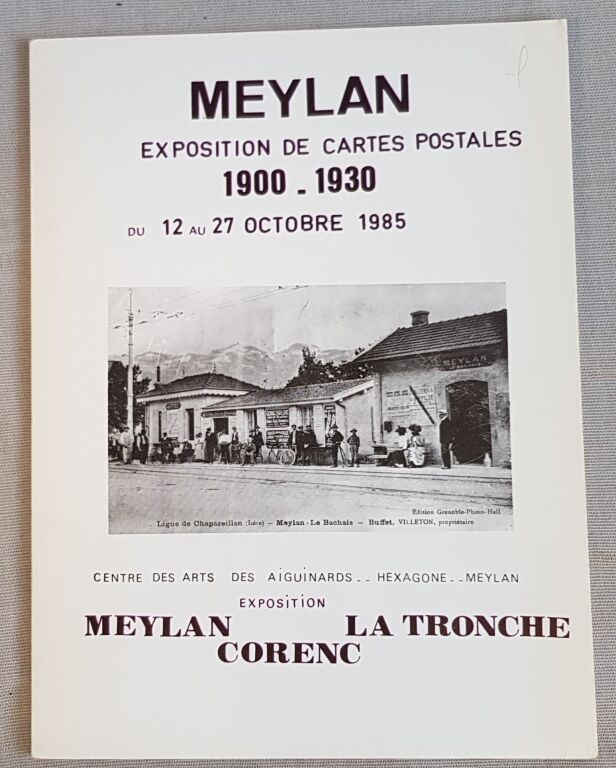 MEYLAN
EXPOSITION DE CARTES POSTALES
1900 - 1930
DU 12 AU 27 OCTOBRE 1985
MEYLAN
Edition Grenoble-Photo-Hall
Ligne de Chapareillan (Isère) — Meylan-Le Bachais — Buffet, VILLETON, propriétaire
CENTRE DES ARTS DES AIGUINARDS -- HEXAGONE -- MEYLAN
EXPOSITION
MEYLAN LA TRONCHE
CORENC